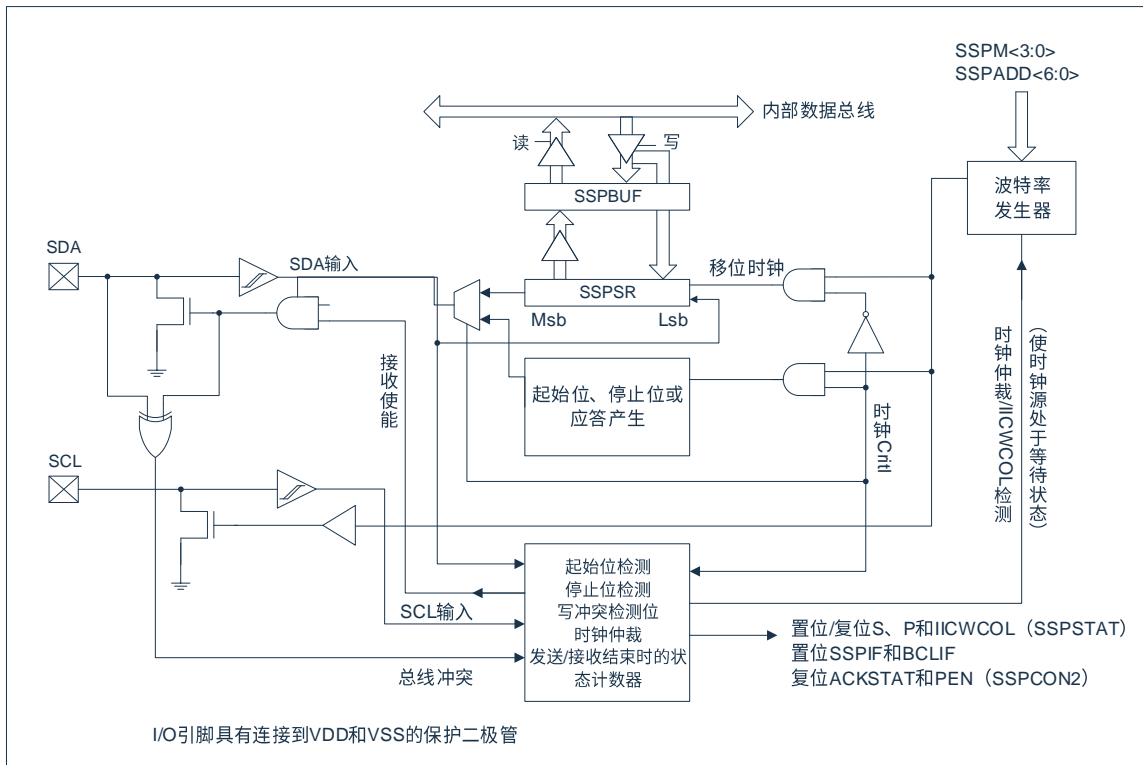 SSPM<3:0>
SSPADD<6:0>
内部数据总线
读
写
SSPBUF
波特率
发生器
SDA
SDA输入
移位时钟
SSPSR
Msb
Lsb
接收使能
起始位、停止位或
应答产生
时钟Critl
时钟仲裁/IICWCOL检测
(使时钟源处于等待状态)
SCL
起始位检测
停止位检测
写冲突检测位
时钟仲裁
发送/接收结束时的状
态计数器
SCL输入
总线冲突
置位/复位S、P和IICWCOL（SSPSTAT）
置位SSPIF和BCLIF
复位ACKSTAT和PEN（SSPCON2）
I/O引脚具有连接到VDD和VSS的保护二极管